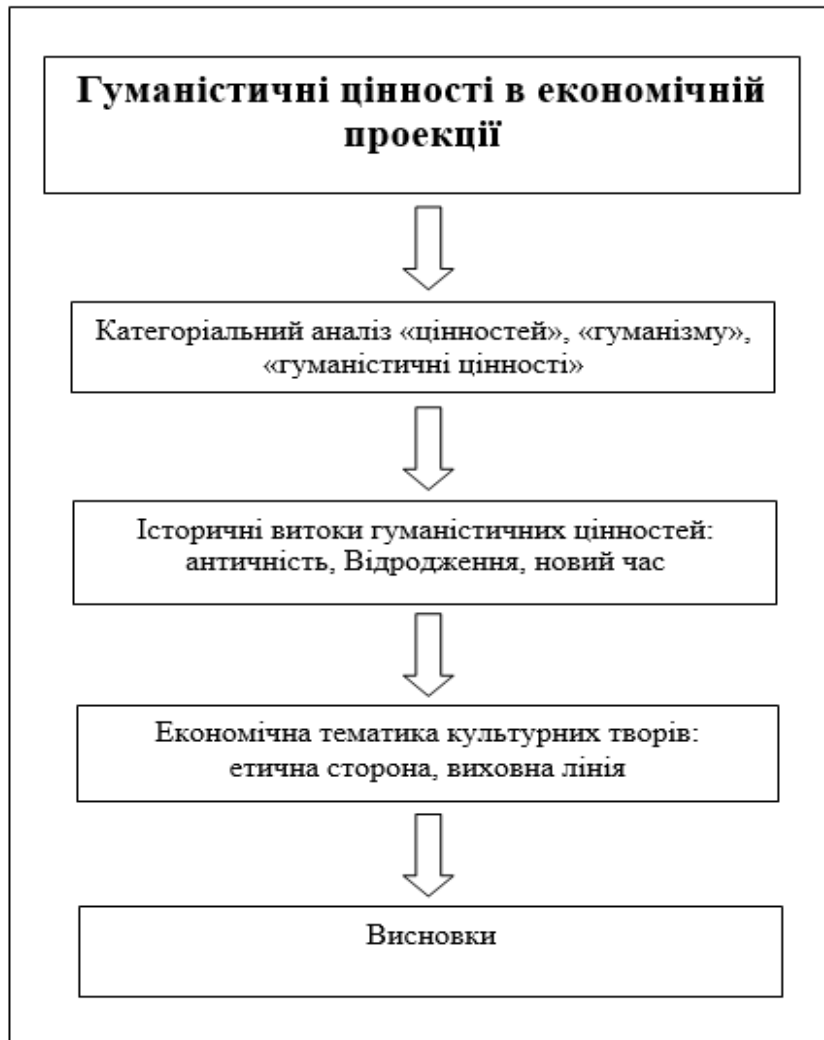 Гуманістичні цінності в економічній
проекції
Категоріальний аналіз «цінностей», «гуманізму»,
«гуманістичні цінності»
Історичні витоки гуманістичних цінностей:
античність, Відродження, новий час
Економічна тематика культурних творів:
етична сторона, виховна лінія
Висновки